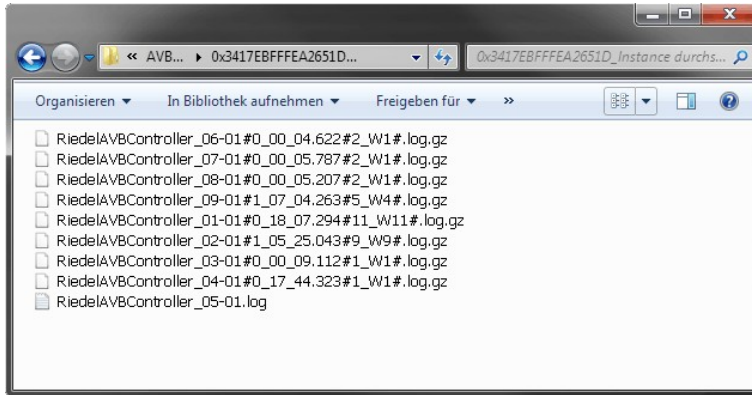 « AVB... ▸ 0x3417EBFFFEA2651D... 0x3417EBFFFEA2651D_Instance durchs...
Organisieren In Bibliothek aufnehmen Freigeben für »
RiedelAVBController_06-01#0_00_04.622#2_W1#.log.gz
RiedelAVBController_07-01#0_00_05.787#2_W1#.log.gz
RiedelAVBController_08-01#0_00_05.207#2_W1#.log.gz
RiedelAVBController_09-01#1_07_04.263#5_W4#.log.gz
RiedelAVBController_01-01#0_18_07.294#11_W11#.log.gz
RiedelAVBController_02-01#1_05_25.043#9_W9#.log.gz
RiedelAVBController_03-01#0_00_09.112#1_W1#.log.gz
RiedelAVBController_04-01#0_17_44.323#1_W1#.log.gz
RiedelAVBController_05-01.log